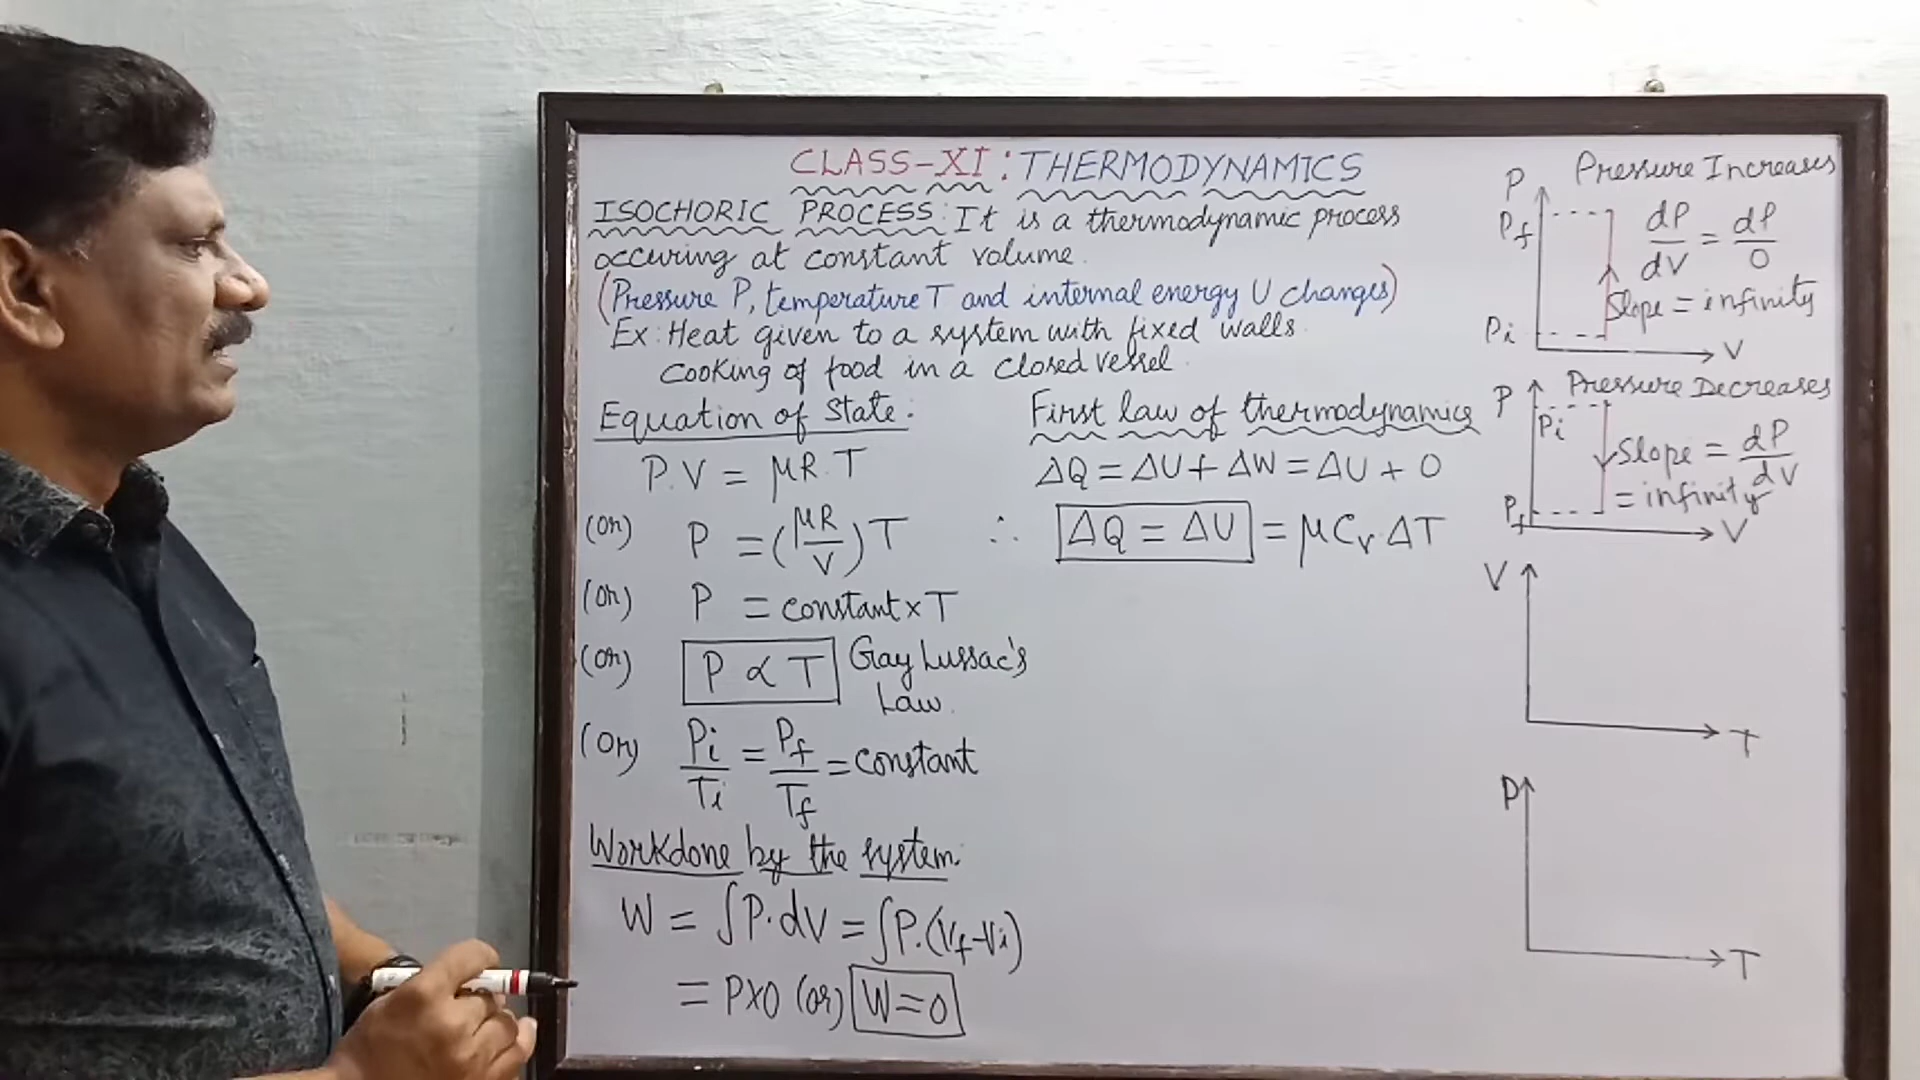 CLASS-XI: THERMODYNAMICS
ISOCHORIC PROCESS: It is a thermodynamic process
occuring at constant volume.
(Pressure P, temperature T and internal energy U changes)
Ex: Heat given to a system with fixed walls.
Cooking of food in a closed vessel.
Equation of State:
P.V = μR.T
(or) P = (μR/V) T
(or) P = constant x T
(or) P ∝ T Gay Lussac's
Law.
(or) Pi/Ti = Pf/Tf = constant
Workdone by the system:
W = ∫P.dV = ∫P.(Vf-Vi)
= PX0 (or) W=0
First law of thermodynamics
ΔQ = ΔU + ΔW = ΔU + 0
∴ ΔQ = ΔU = μCv.ΔT
Pressure Increases
P
Pf
dP/dV = dP/0
Slope = infinity
Pi
V
Pressure Decreases
P
Pi
Slope = dP/dV
= infinity
Pf
V
V
T
P
T